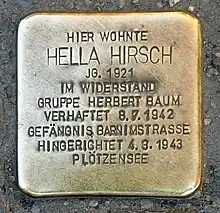 HIER WOHNTE
HELLA HIRSCH
JG. 1921
IM WIDERSTAND
GRUPPE HERBERT BAUM
VERHAFTET 8.7.1942
GEFÄNGNIS BARNIMSTRASSE
HINGERICHTET 4.3.1943
PLÖTZENSEE